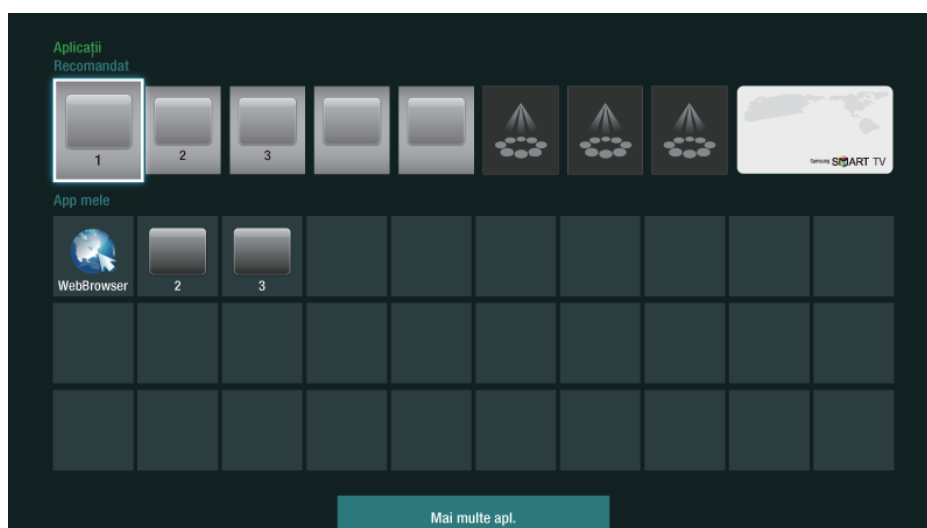 Aplicații
Recomandat
1
2
3
Samsung SMART TV
App mele
WebBrowser
2
3
Mai multe apl.